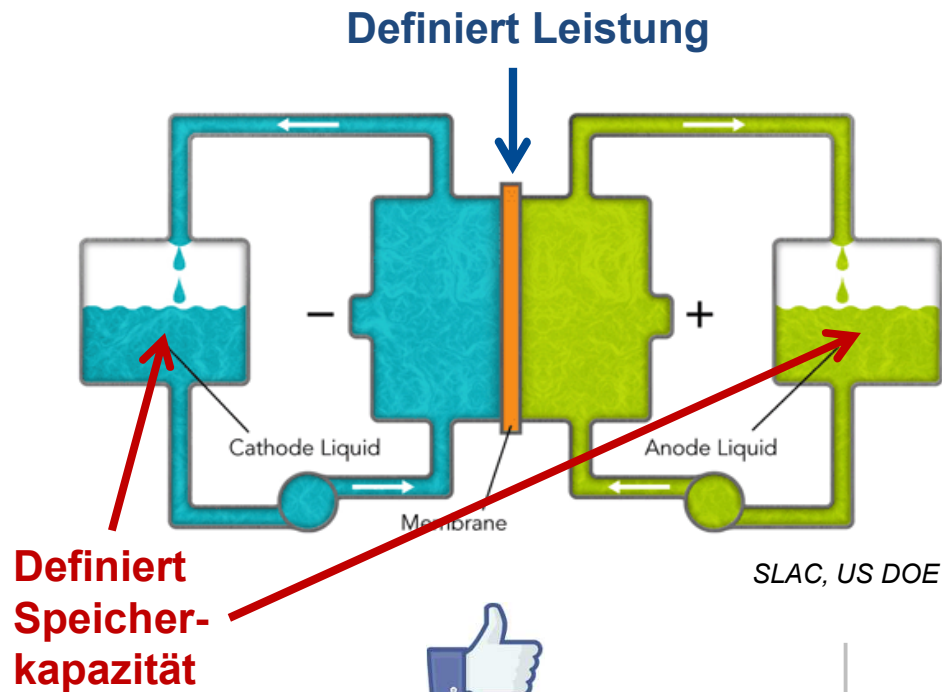 Definiert Leistung
−
+
Cathode Liquid
Anode Liquid
Membrane
SLAC, US DOE
Definiert
Speicher-
kapazität